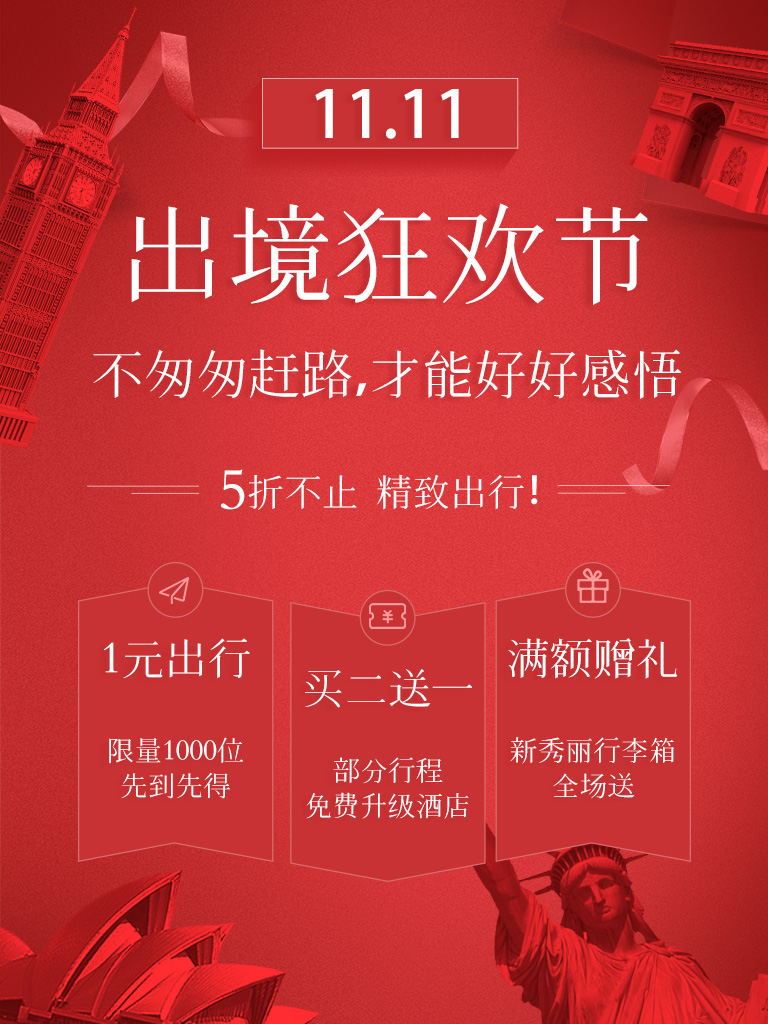 11.11
出境狂欢节
不匆匆赶路,才能好好感悟
5折不止 精致出行!
1元出行
限量1000位
先到先得
¥
买二送一
部分行程
免费升级酒店
满额赠礼
新秀丽行李箱
全场送